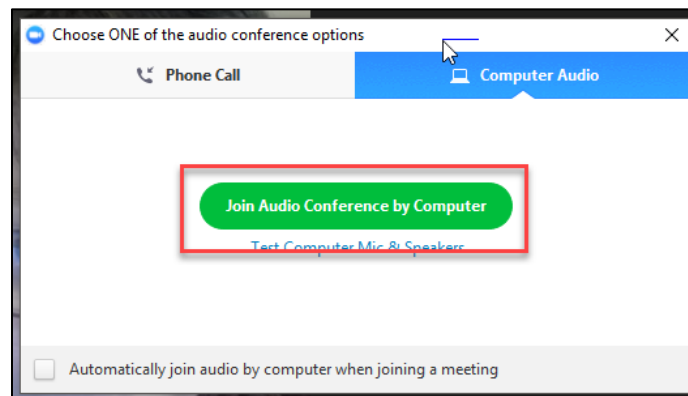 Choose ONE of the audio conference options
Phone Call
Computer Audio
Join Audio Conference by Computer
Test Computer Mic & Speakers
Automatically join audio by computer when joining a meeting